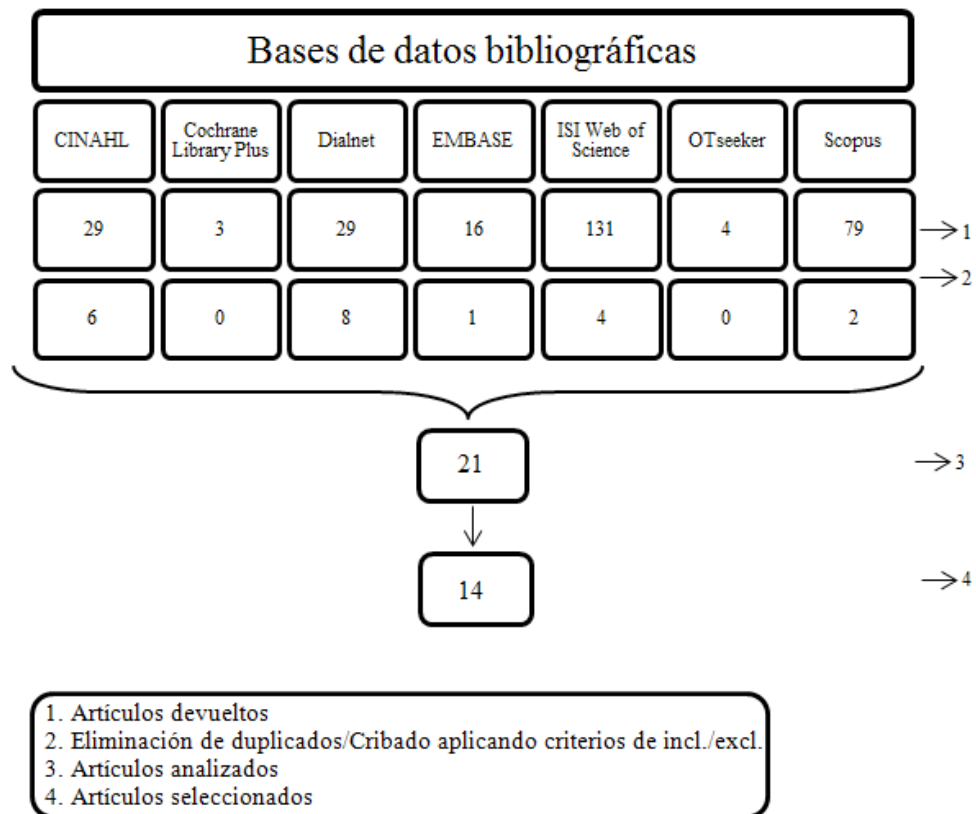 Bases de datos bibliográficas
CINAHL
Cochrane
Library Plus
Dialnet
EMBASE
ISI Web of
Science
OTseeker
Scopus
29 3 29 16 131 4 79 1
2
6 0 8 1 4 0 2
21 3
14 4
1. Artículos devueltos
2. Eliminación de duplicados/Cribado aplicando criterios de incl./excl.
3. Artículos analizados
4. Artículos seleccionados